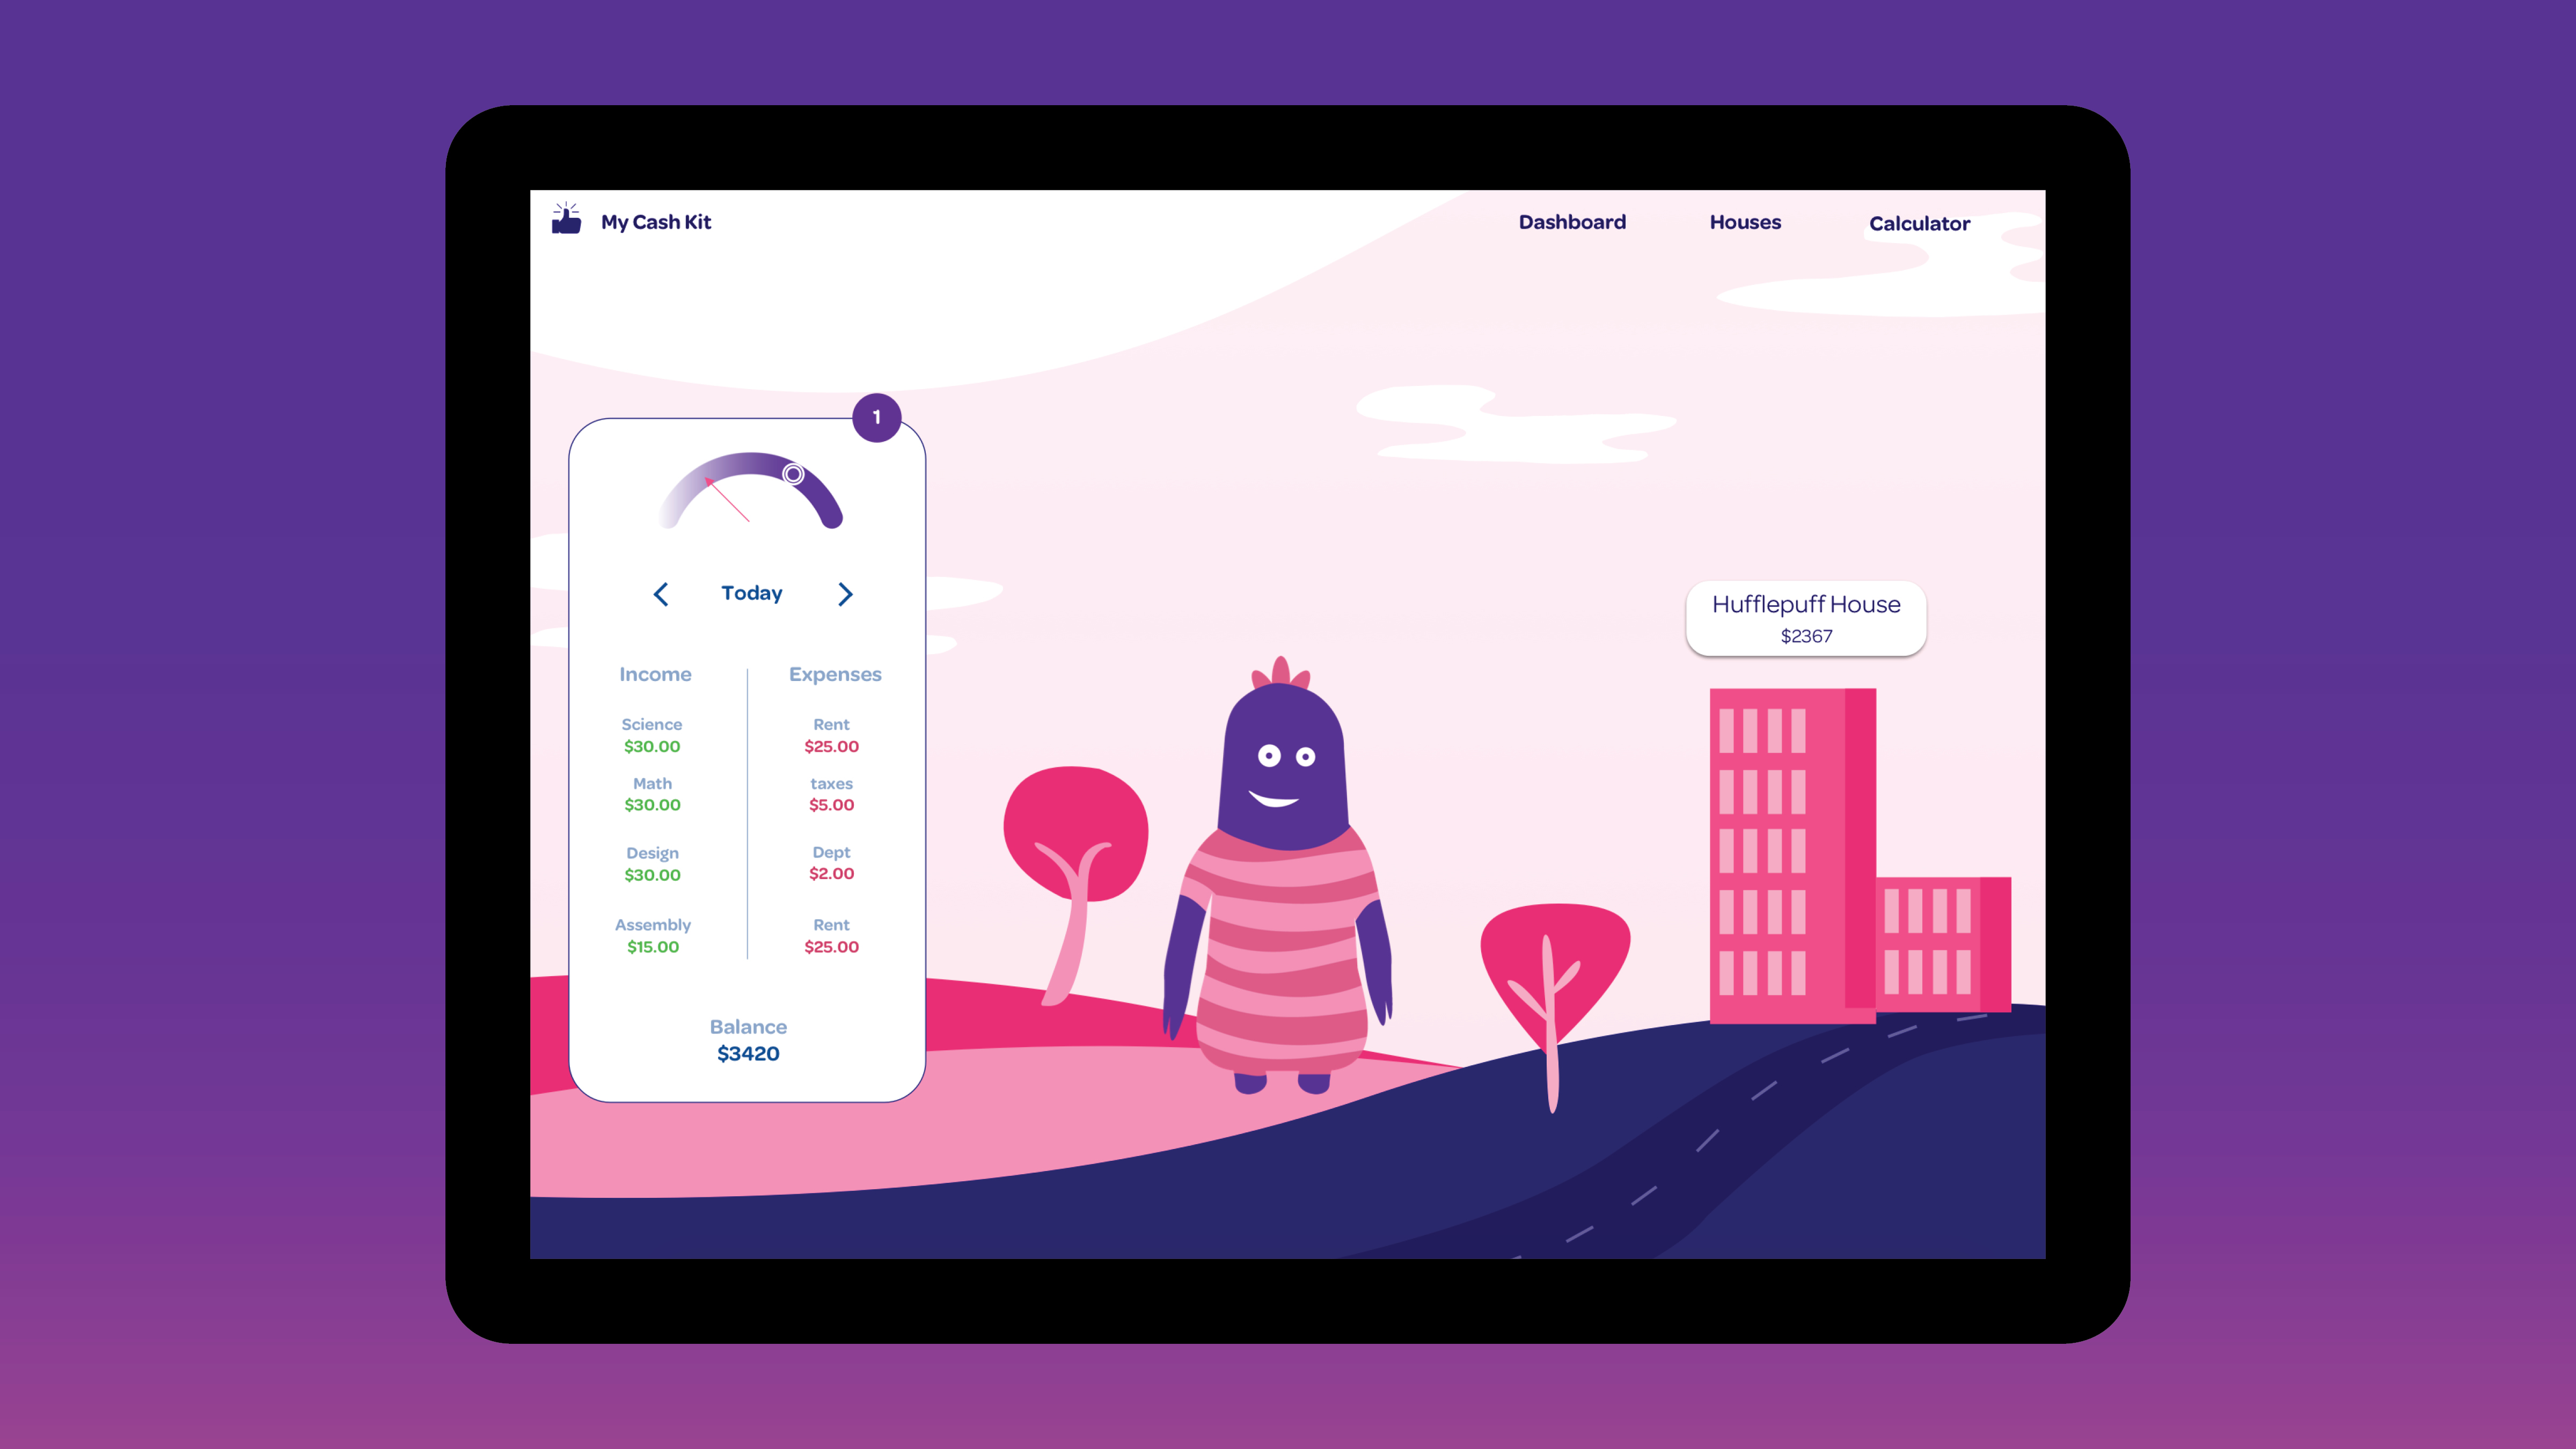 My Cash Kit
Dashboard
Houses
Calculator
1
Today
Income
Expenses
Science
$30.00
Rent
$25.00
Math
$30.00
taxes
$5.00
Design
$30.00
Dept
$2.00
Assembly
$15.00
Rent
$25.00
Balance
$3420
Hufflepuff House
$2367